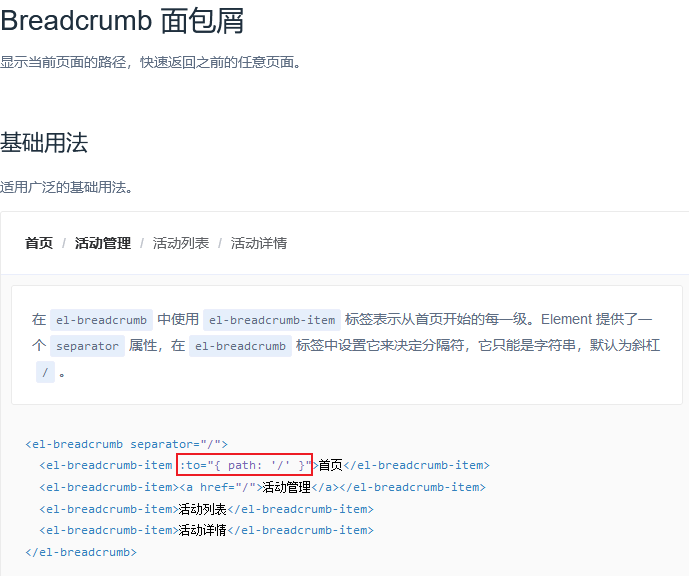 Breadcrumb 面包屑
显示当前页面的路径，快速返回之前的任意页面。
基础用法
适用广泛的基础用法。
首页 / 活动管理 / 活动列表 / 活动详情
在 el-breadcrumb 中使用 el-breadcrumb-item 标签表示从首页开始的每一级。Element 提供了一
个 separator 属性，在 el-breadcrumb 标签中设置它来决定分隔符，它只能是字符串，默认为斜杠
/ 。
<el-breadcrumb separator="/">
<el-breadcrumb-item :to="{ path: '/' }">首页</el-breadcrumb-item>
<el-breadcrumb-item><a href="/">活动管理</a></el-breadcrumb-item>
<el-breadcrumb-item>活动列表</el-breadcrumb-item>
<el-breadcrumb-item>活动详情</el-breadcrumb-item>
</el-breadcrumb>